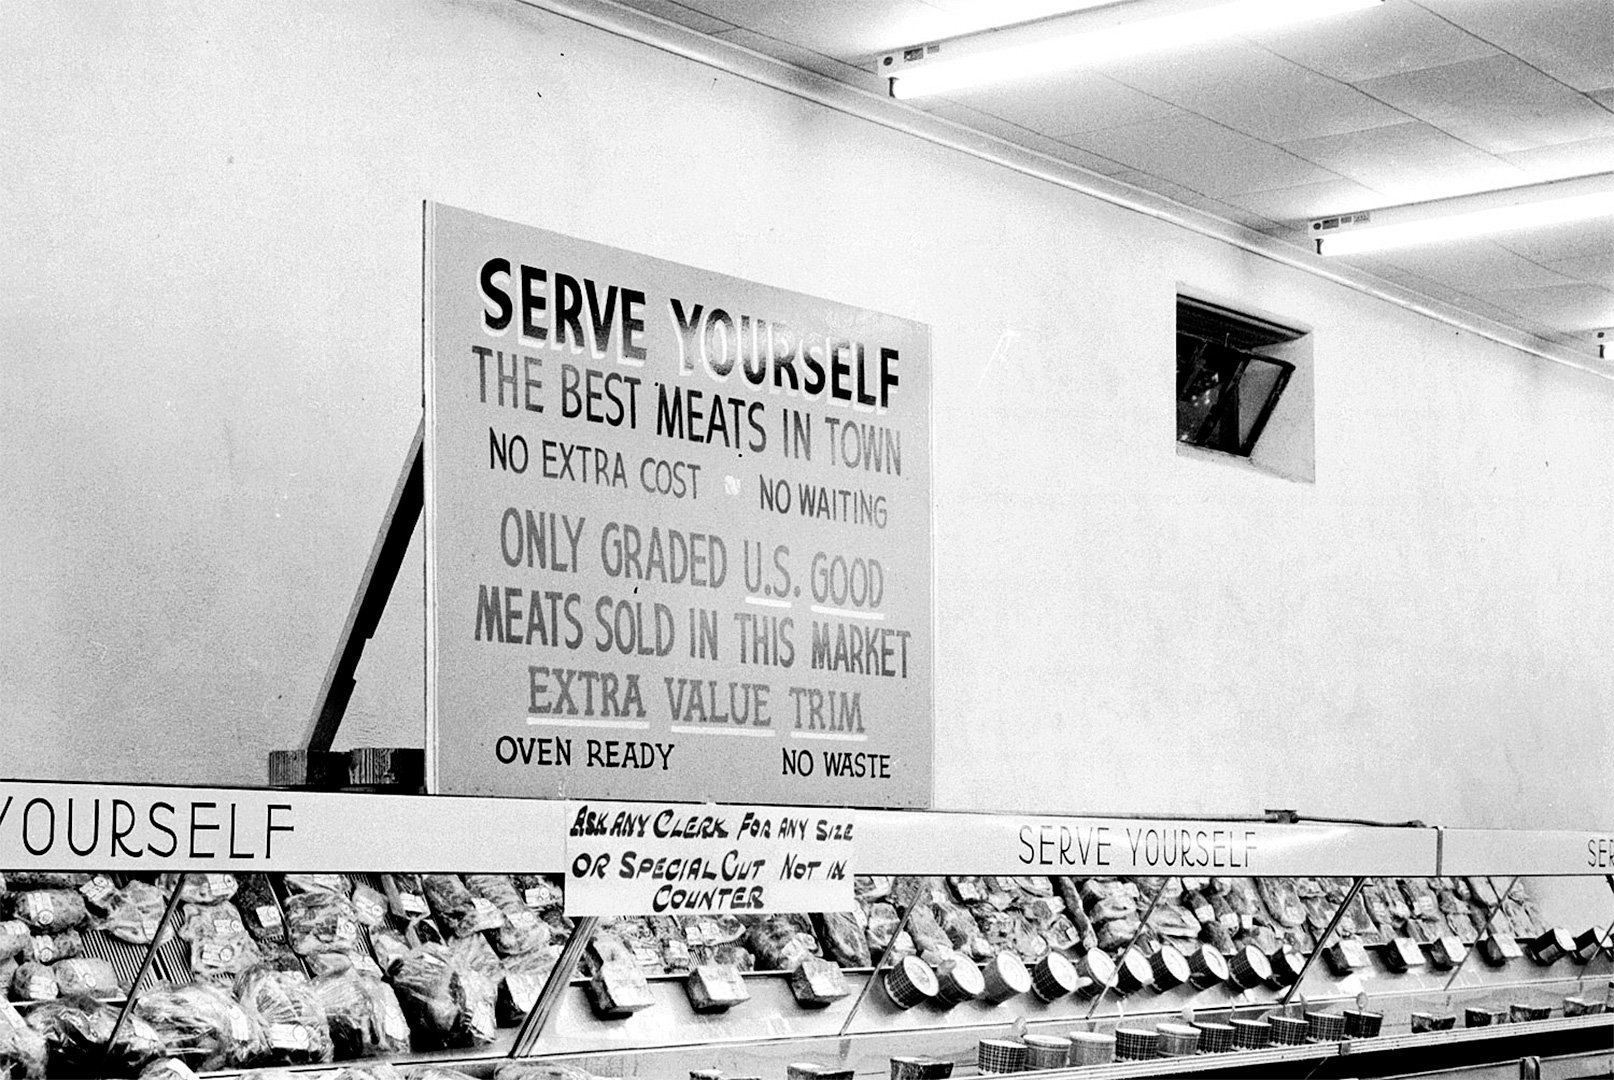 SERVE YOURSELF
THE BEST MEATS IN TOWN
NO EXTRA COST NO WAITING
ONLY GRADED U.S. GOOD
MEATS SOLD IN THIS MARKET
EXTRA VALUE TRIM
OVEN READY NO WASTE
YOURSELF
ASK ANY CLERK FOR ANY SIZE
OR SPECIAL CUT NOT IN
COUNTER
SERVE YOURSELF
SER